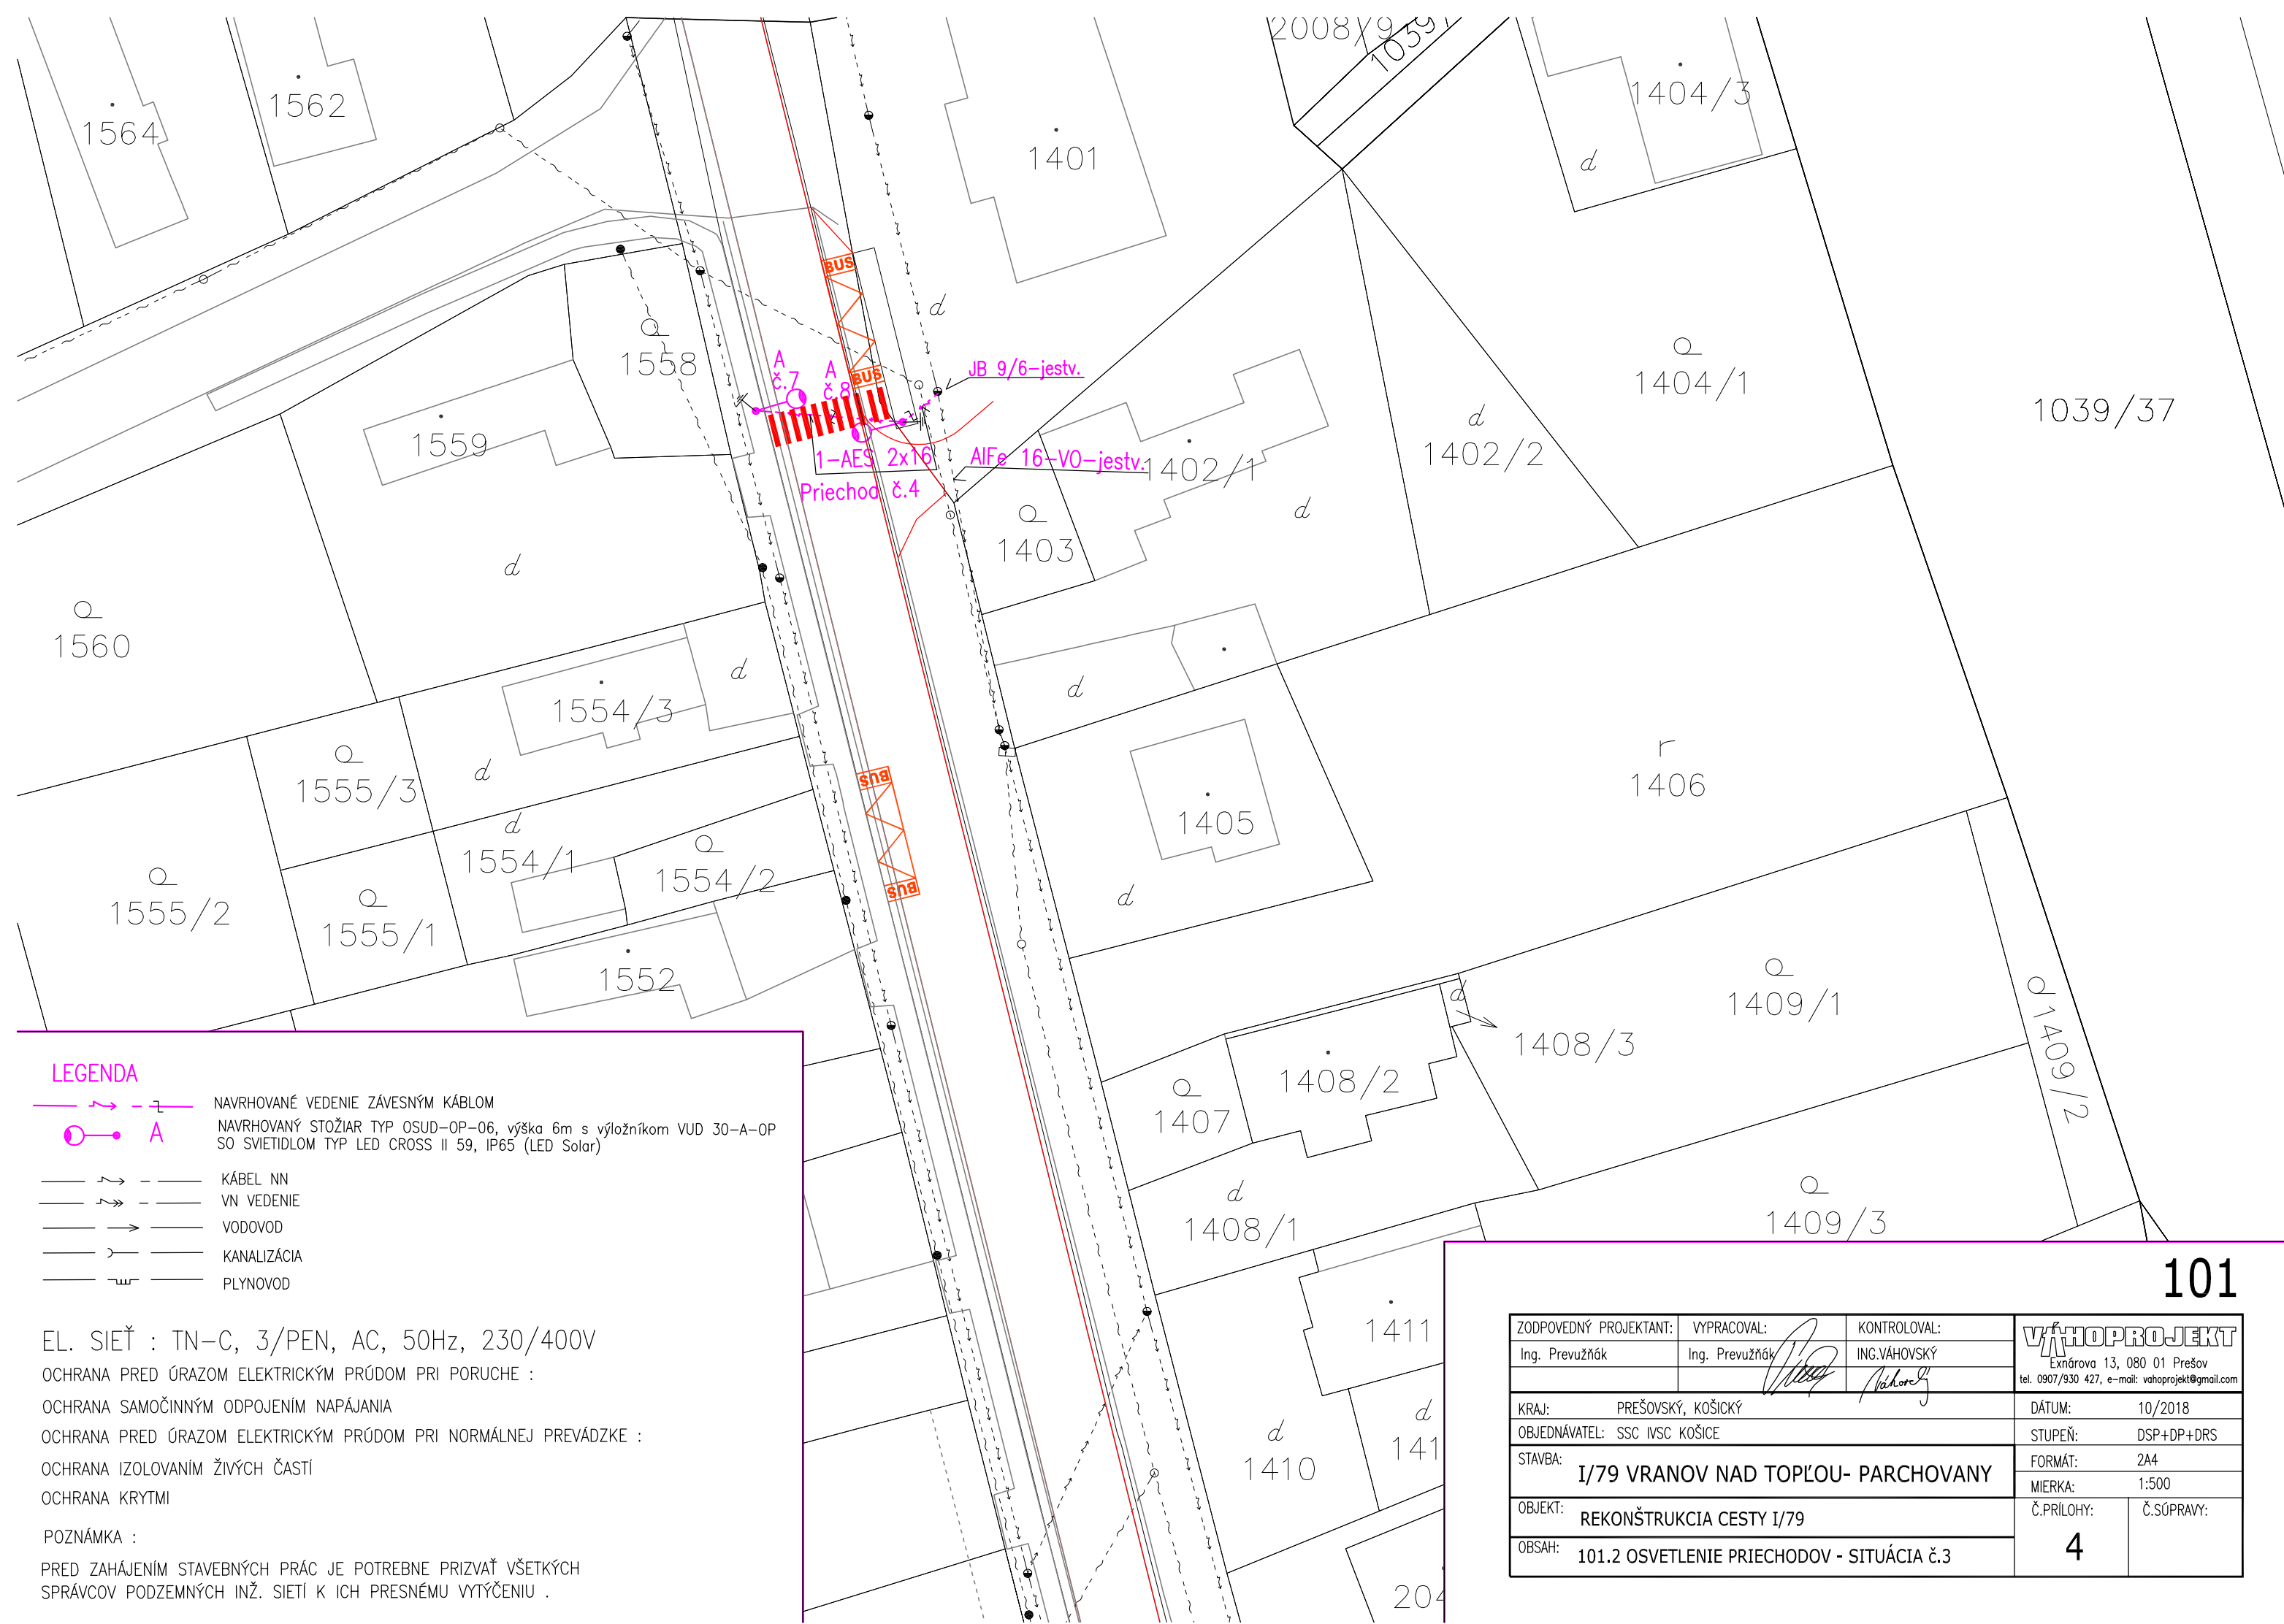 2008/9
1039/
1404/3
1564
1562
1401
d
d
1558
A
č.7
A
č.8
BUS
BUS
JB 9/6-jestv.
1404/1
1039/37
1559
d
1402/2
1-AES 2x16
AlFe 16-VO-jestv.
1402/1
Priechod č.4
d
1403
d
1560
d
1554/3
d
r
1406
1555/3
d
BUS
BUS
1405
d
1554/1
1554/2
d
1555/2
1555/1
1552
1409/1
d
1408/3
1409/2
1408/2
1407
d
1408/1
1409/3
1411
d
1410
d
141
204
LEGENDA
NAVRHOVANÉ VEDENIE ZÁVESNÝM KÁBLOM
A NAVRHOVANÝ STOŽIAR TYP OSUD-OP-06, výška 6m s výložníkom VUD 30-A-OP
SO SVIETIDLOM TYP LED CROSS II 59, IP65 (LED Solar)
KÁBEL NN
VN VEDENIE
VODOVOD
KANALIZÁCIA
PLYNOVOD
EL. SIEŤ : TN-C, 3/PEN, AC, 50Hz, 230/400V
OCHRANA PRED ÚRAZOM ELEKTRICKÝM PRÚDOM PRI PORUCHE :
OCHRANA SAMOČINNÝM ODPOJENÍM NAPÁJANIA
OCHRANA PRED ÚRAZOM ELEKTRICKÝM PRÚDOM PRI NORMÁLNEJ PREVÁDZKE :
OCHRANA IZOLOVANÍM ŽIVÝCH ČASTÍ
OCHRANA KRYTMI
POZNÁMKA :
PRED ZAHÁJENÍM STAVEBNÝCH PRÁC JE POTREBNE PRIZVAŤ VŠETKÝCH
SPRÁVCOV PODZEMNÝCH INŽ. SIETÍ K ICH PRESNÉMU VYTÝČENIU .
101
ZODPOVEDNÝ PROJEKTANT: VYPRACOVAL: KONTROLOVAL:
Ing. Prevužňák Ing. Prevužňák ING.VÁHOVSKÝ
VÁHOPROJEKT
Exnárova 13, 080 01 Prešov
tel. 0907/930 427, e-mail: vahoprojekt@gmail.com
KRAJ: PREŠOVSKÝ, KOŠICKÝ
OBJEDNÁVATEL: SSC IVSC KOŠICE
STAVBA: I/79 VRANOV NAD TOPĽOU- PARCHOVANY
OBJEKT: REKONŠTRUKCIA CESTY I/79
OBSAH: 101.2 OSVETLENIE PRIECHODOV - SITUÁCIA č.3
DÁTUM: 10/2018
STUPEŇ: DSP+DP+DRS
FORMÁT: 2A4
MIERKA: 1:500
Č.PRÍLOHY: Č.SÚPRAVY:
4